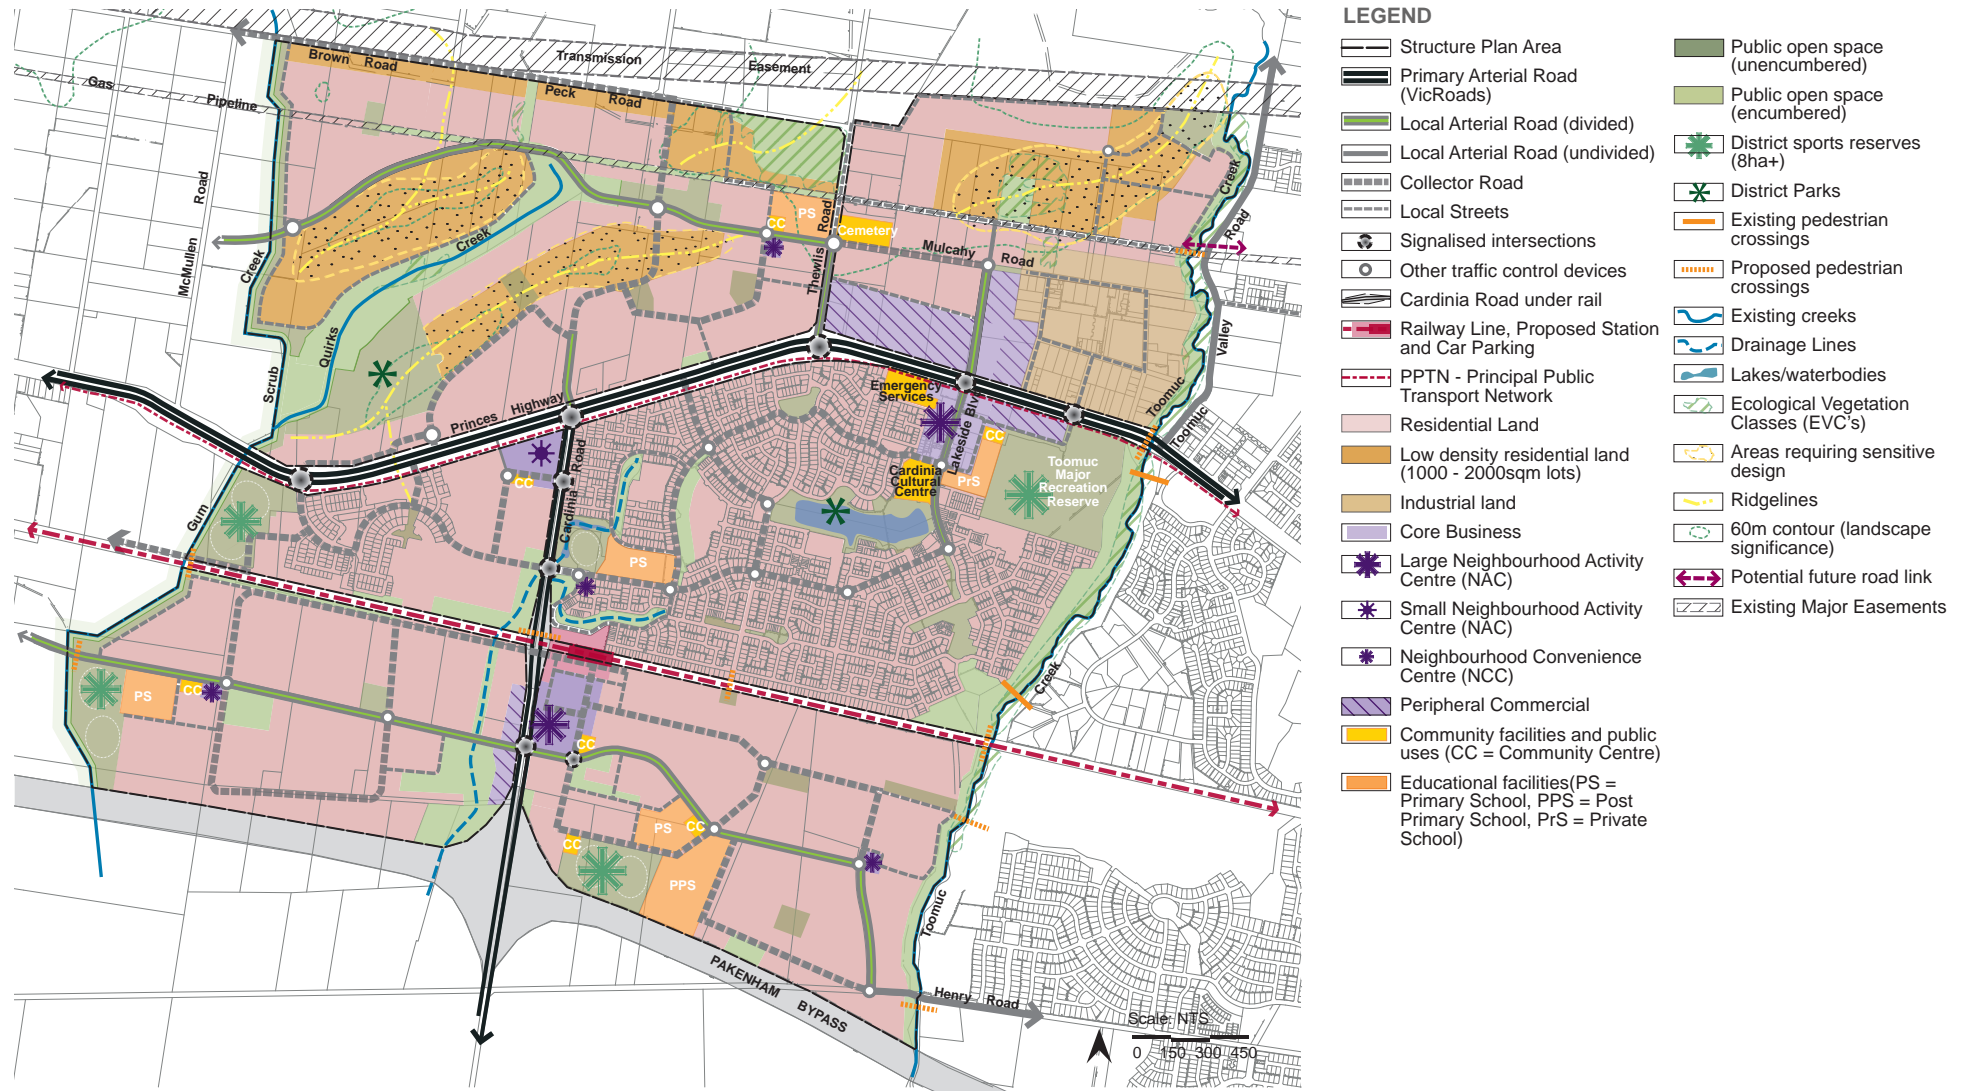 Brown Road
Transmission
Easement
Peck Road
Gas
Pipeline
Road
McMullen
Creek
Creek
Quirks
Scrub
Gum
PS
CC
Road
Thewlis
Cemetery
Mulcahy Road
Creek
Road
Valley
Toomuc
Toomuc
Princes Highway
Emergency
Services
Lakeside Blvd
CC
PrS
Cardinia
Cultural
Centre
Toomuc
Major
Recreation
Reserve
CC
Road
Cardinia
PS
Creek
PS
CC
CC
PS
CC
CC
PPS
Toomuc
PAKENHAM BYPASS
Henry Road
Scale: NTS
0 150 300 450
LEGEND
Structure Plan Area
Primary Arterial Road
(VicRoads)
Local Arterial Road (divided)
Local Arterial Road (undivided)
Collector Road
Local Streets
Signalised intersections
Other traffic control devices
Cardinia Road under rail
Railway Line, Proposed Station
and Car Parking
PPTN - Principal Public
Transport Network
Residential Land
Low density residential land
(1000 - 2000sqm lots)
Industrial land
Core Business
Large Neighbourhood Activity
Centre (NAC)
Small Neighbourhood Activity
Centre (NAC)
Neighbourhood Convenience
Centre (NCC)
Peripheral Commercial
Community facilities and public
uses (CC = Community Centre)
Educational facilities(PS =
Primary School, PPS = Post
Primary School, PrS = Private
School)
Public open space
(unencumbered)
Public open space
(encumbered)
District sports reserves
(8ha+)
District Parks
Existing pedestrian
crossings
Proposed pedestrian
crossings
Existing creeks
Drainage Lines
Lakes/waterbodies
Ecological Vegetation
Classes (EVC's)
Areas requiring sensitive
design
Ridgelines
60m contour (landscape
significance)
Potential future road link
Existing Major Easements